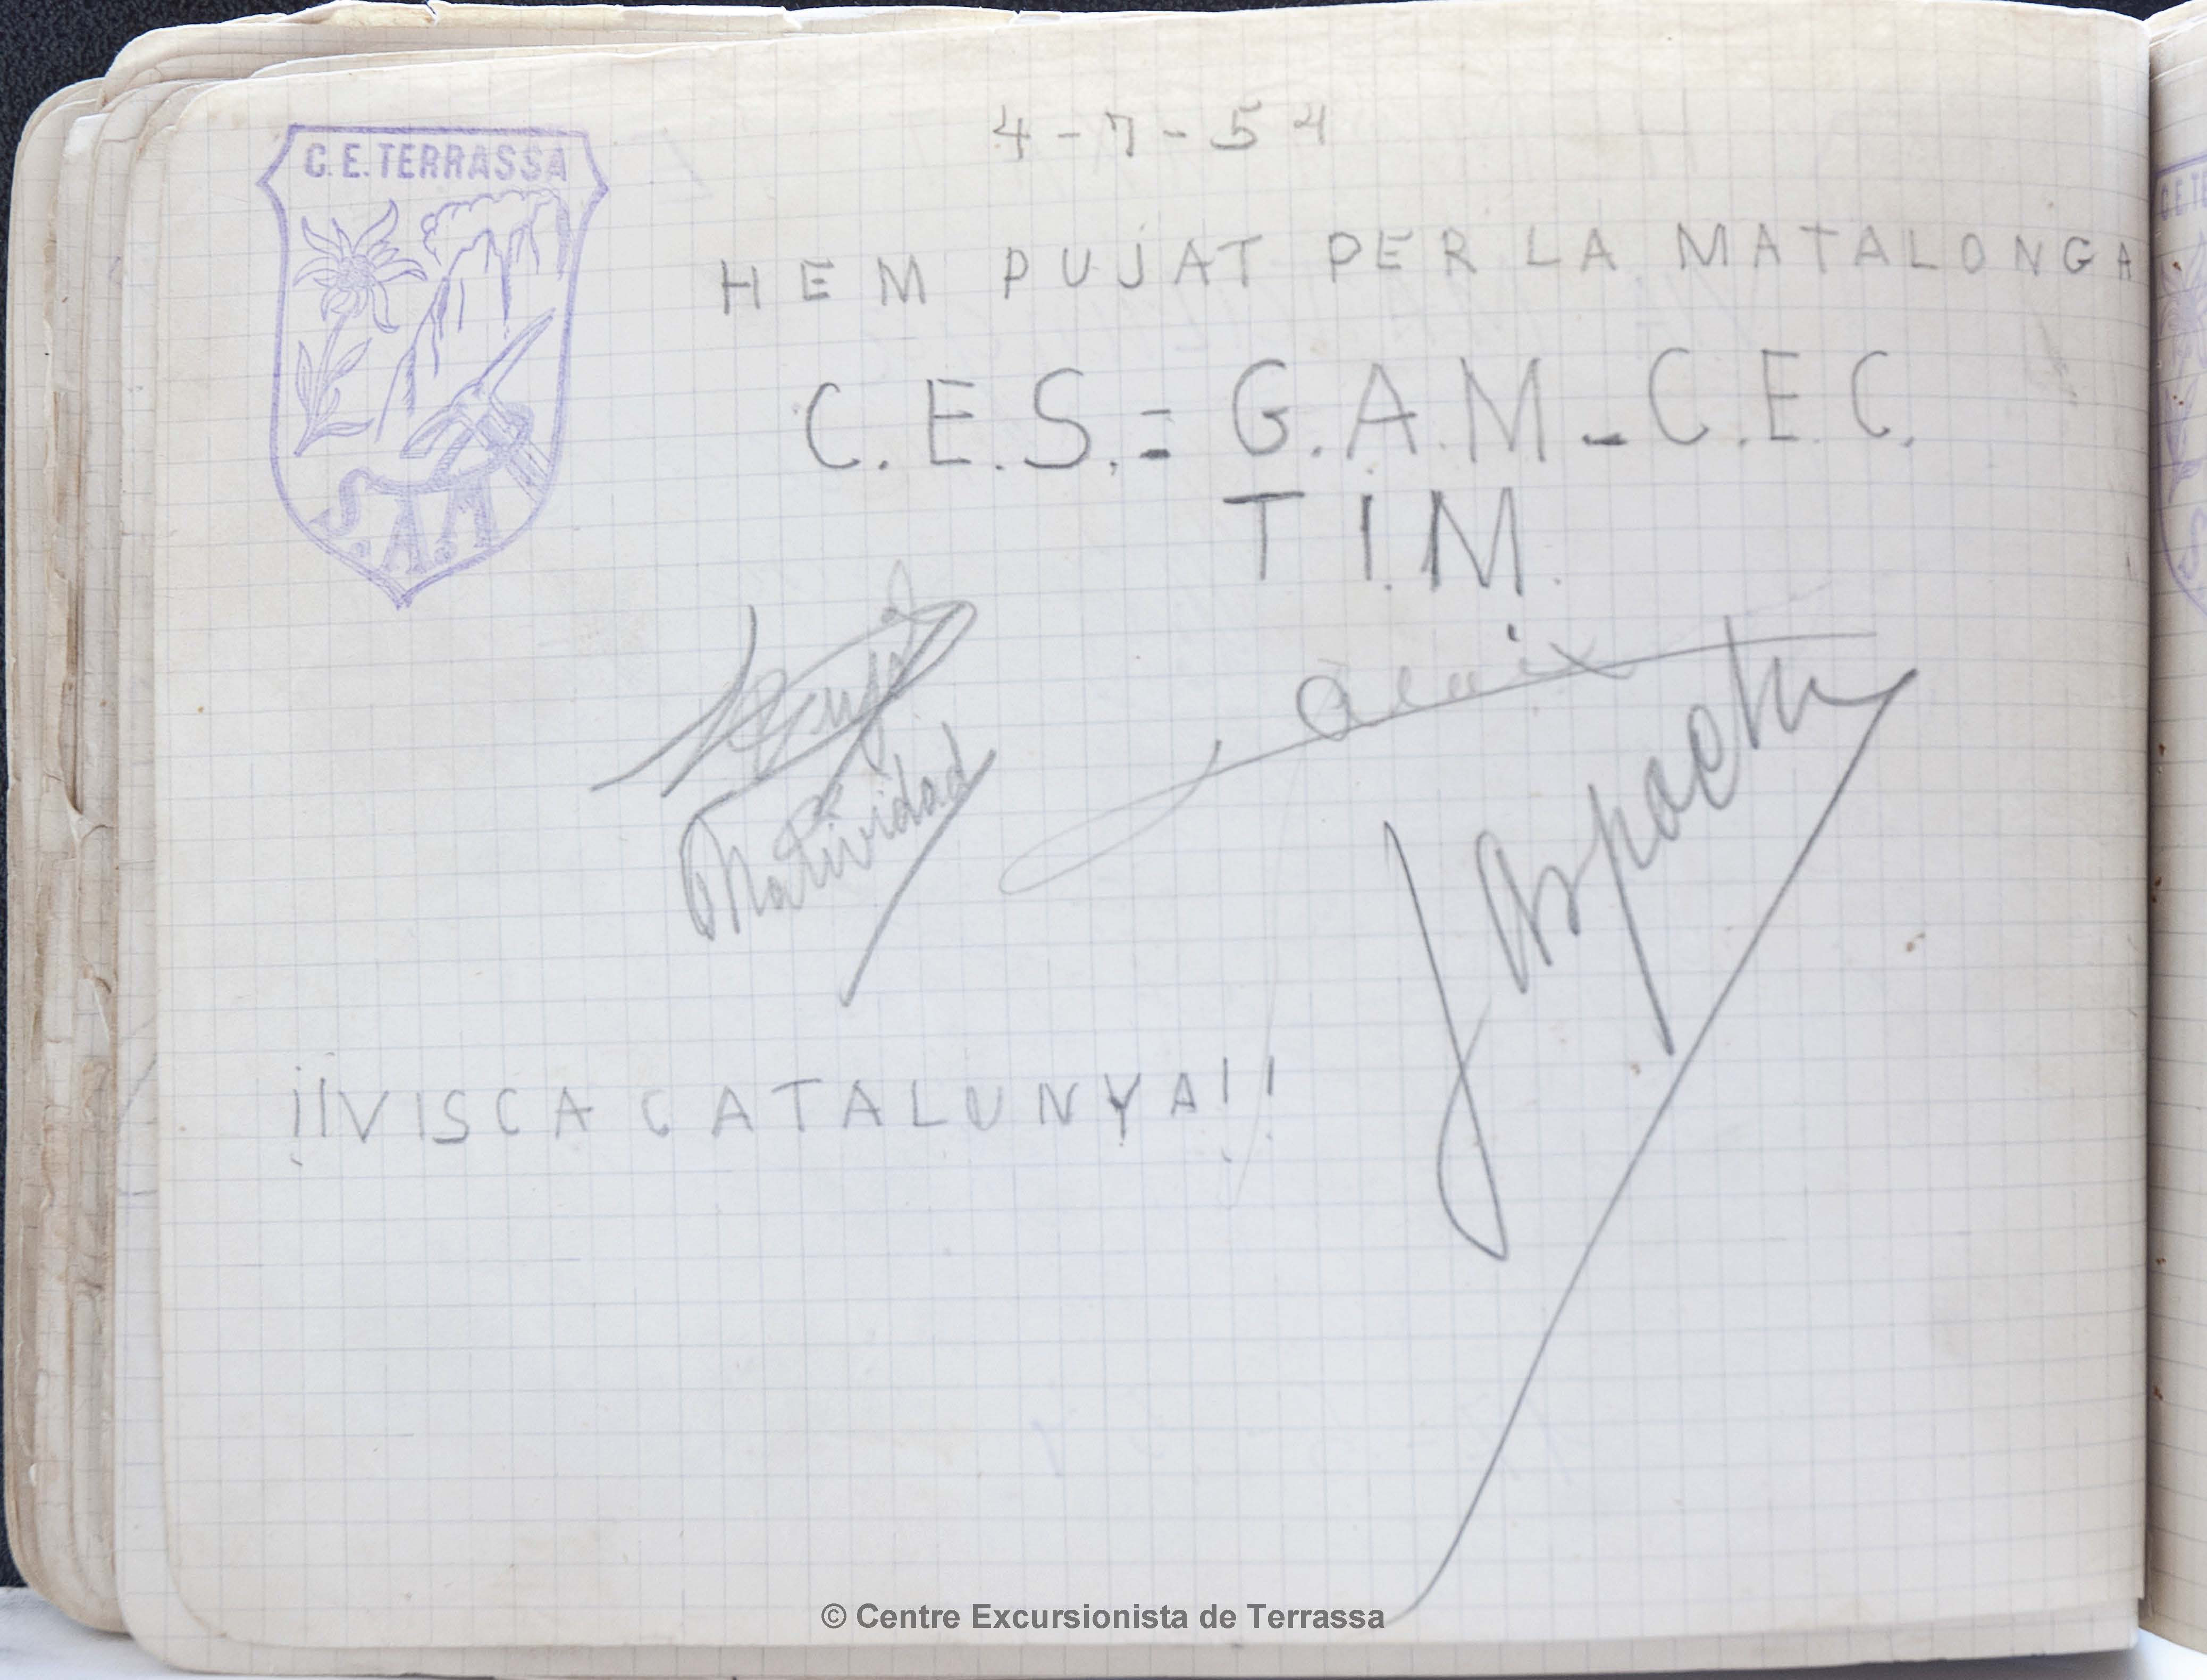 4-7-54
C.E.TERRASSA
HEM PUJAT PER LA MATALONGA
C.E.S.= G.A.M-C.E.C.
T.I.M.
S.A.M
Natividad
¡¡VISCA CATALUNYA!!
© Centre Excursionista de Terrassa